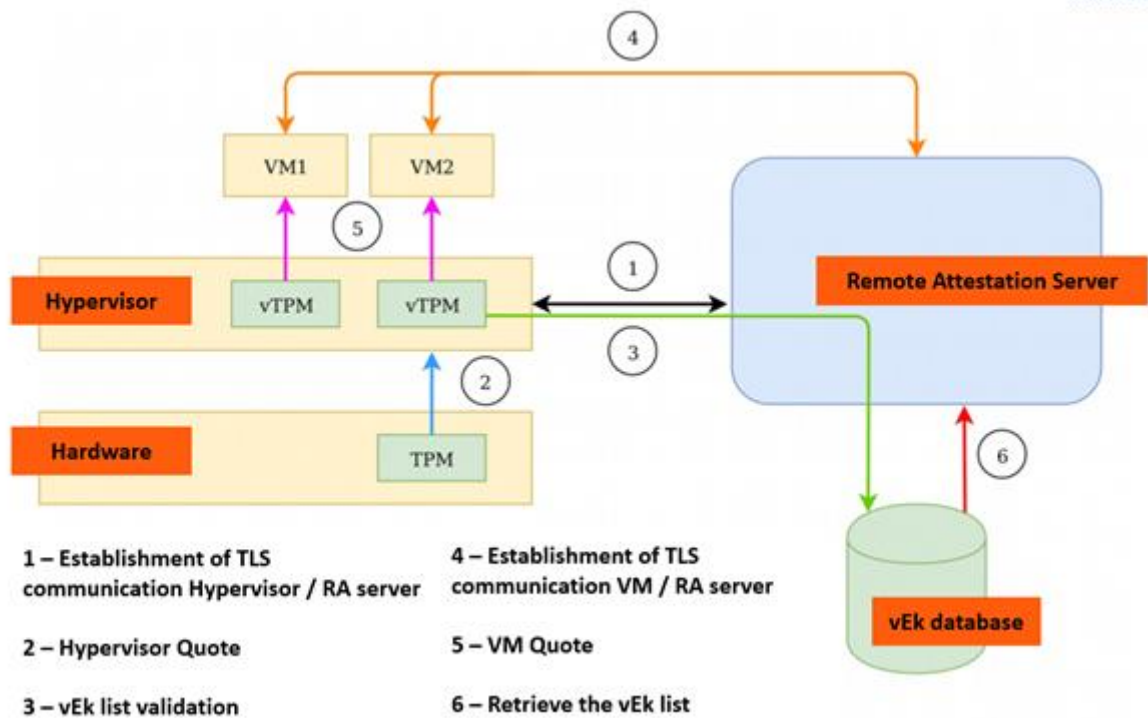 4
VM1
VM2
5
1
Remote Attestation Server
Hypervisor
vTPM
vTPM
3
2
Hardware
TPM
6
1 – Establishment of TLS
communication Hypervisor / RA server
2 – Hypervisor Quote
3 – vEk list validation
4 – Establishment of TLS
communication VM / RA server
5 – VM Quote
6 – Retrieve the vEk list
vEk database